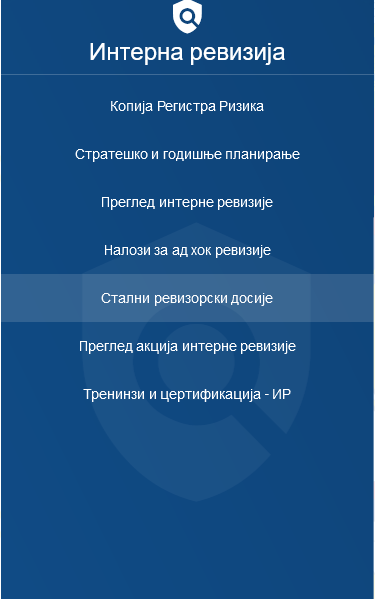 Интерна ревизија
Копија Регистра Ризика
Стратешко и годишње планирање
Преглед интерне ревизије
Налози за ад хок ревизије
Стални ревизорски досије
Преглед акција интерне ревизије
Тренинзи и цертификација - ИР